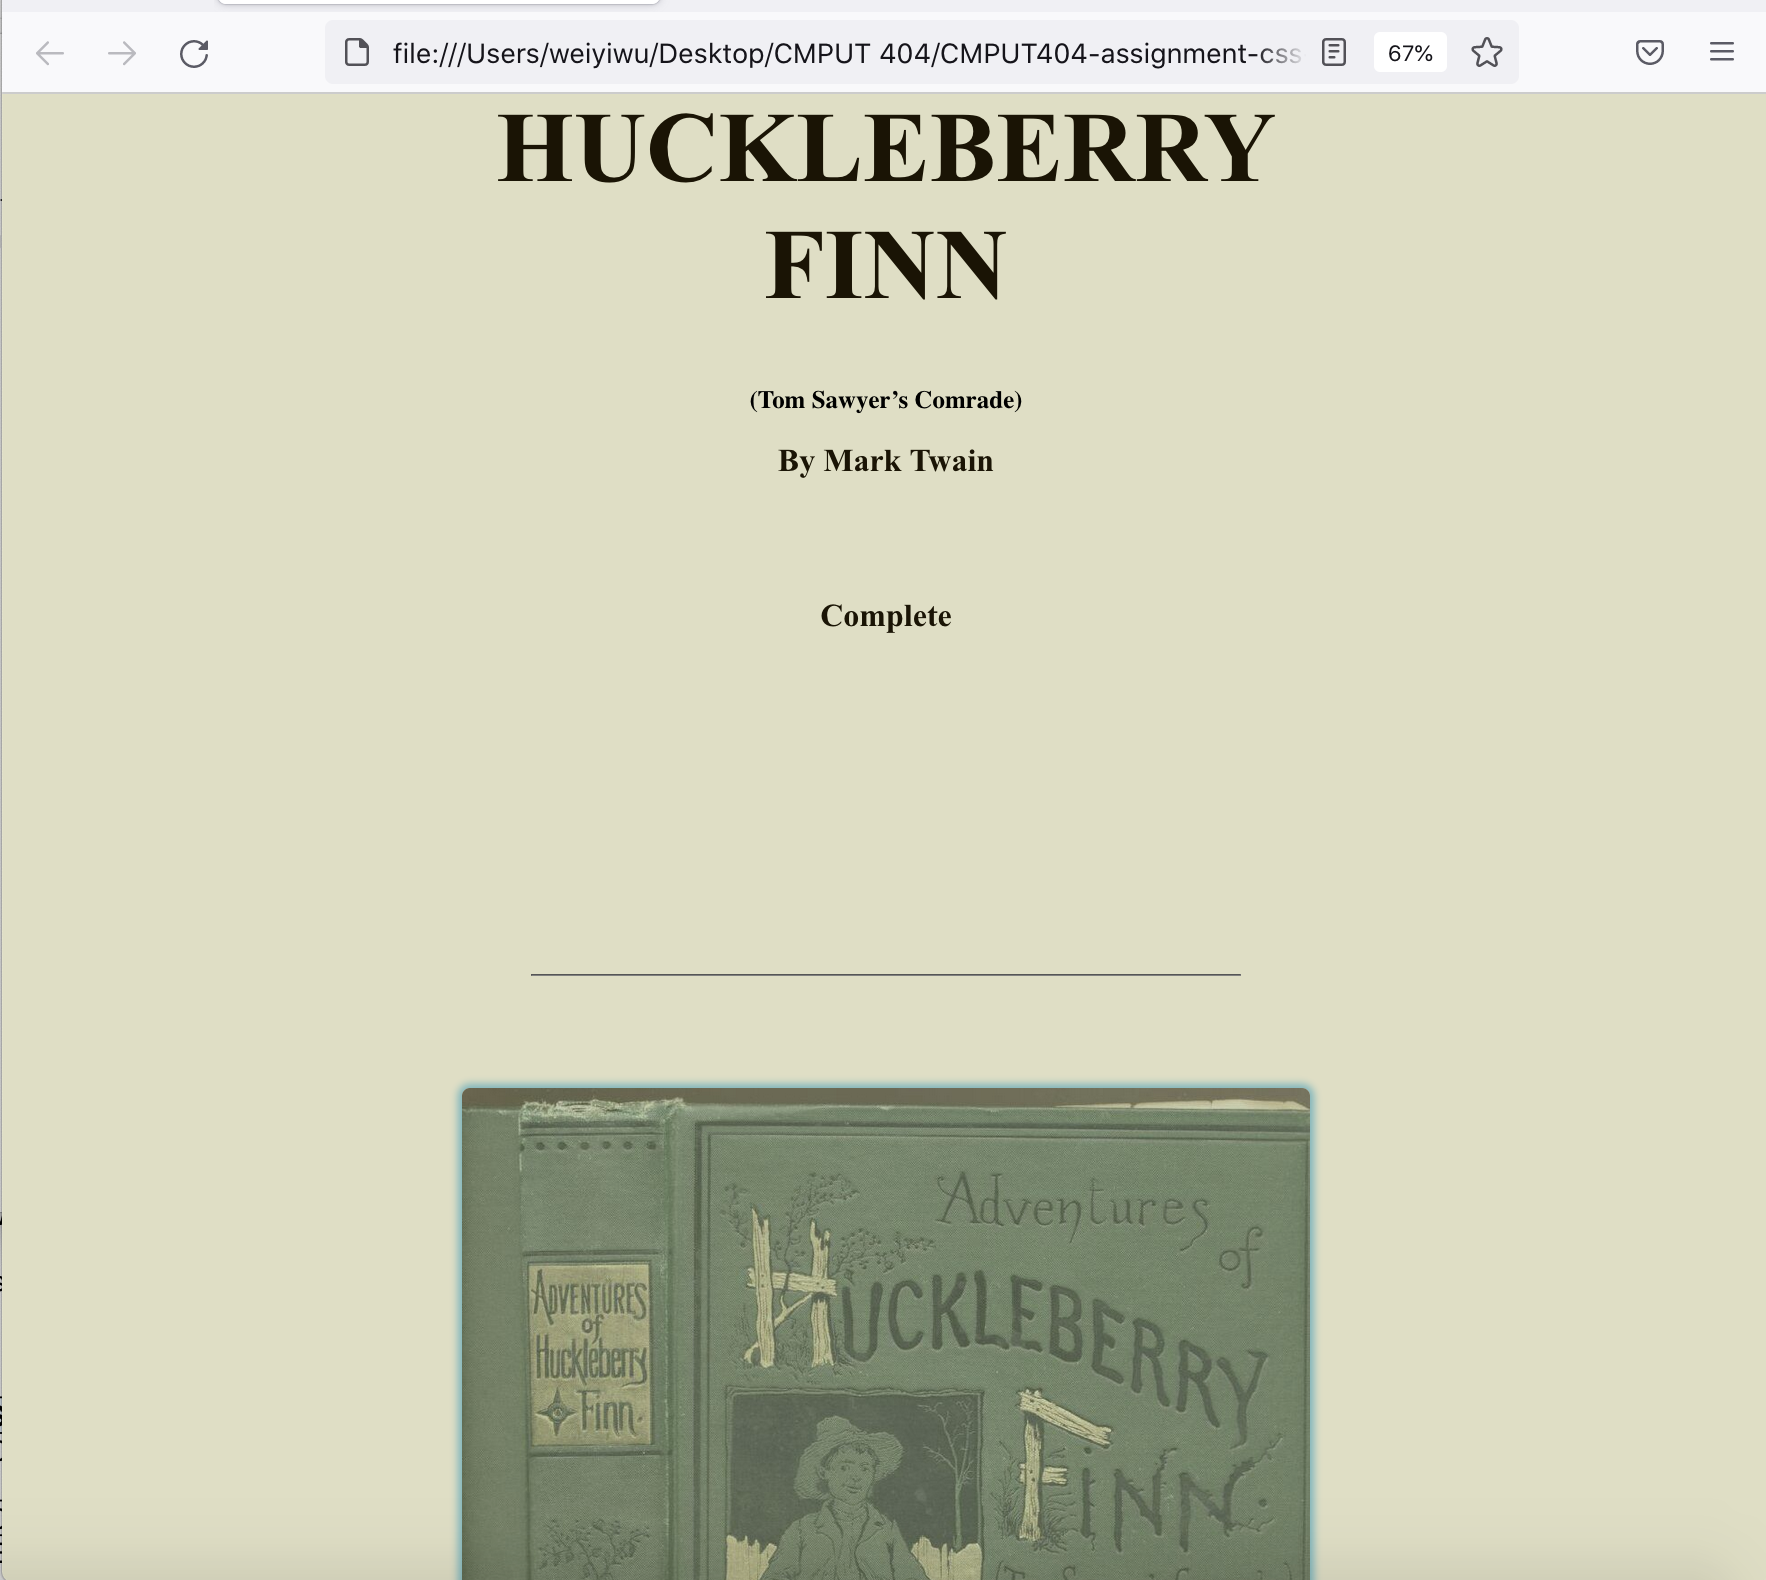 file:///Users/weiyiwu/Desktop/CMPUT 404/CMPUT404-assignment-css
67%
HUCKLEBERRY
FINN
(Tom Sawyer’s Comrade)
By Mark Twain
Complete
Adventures
of
HUCKLEBERRY
FINN.
ADVENTURES
of
Huckleberry
Finn.